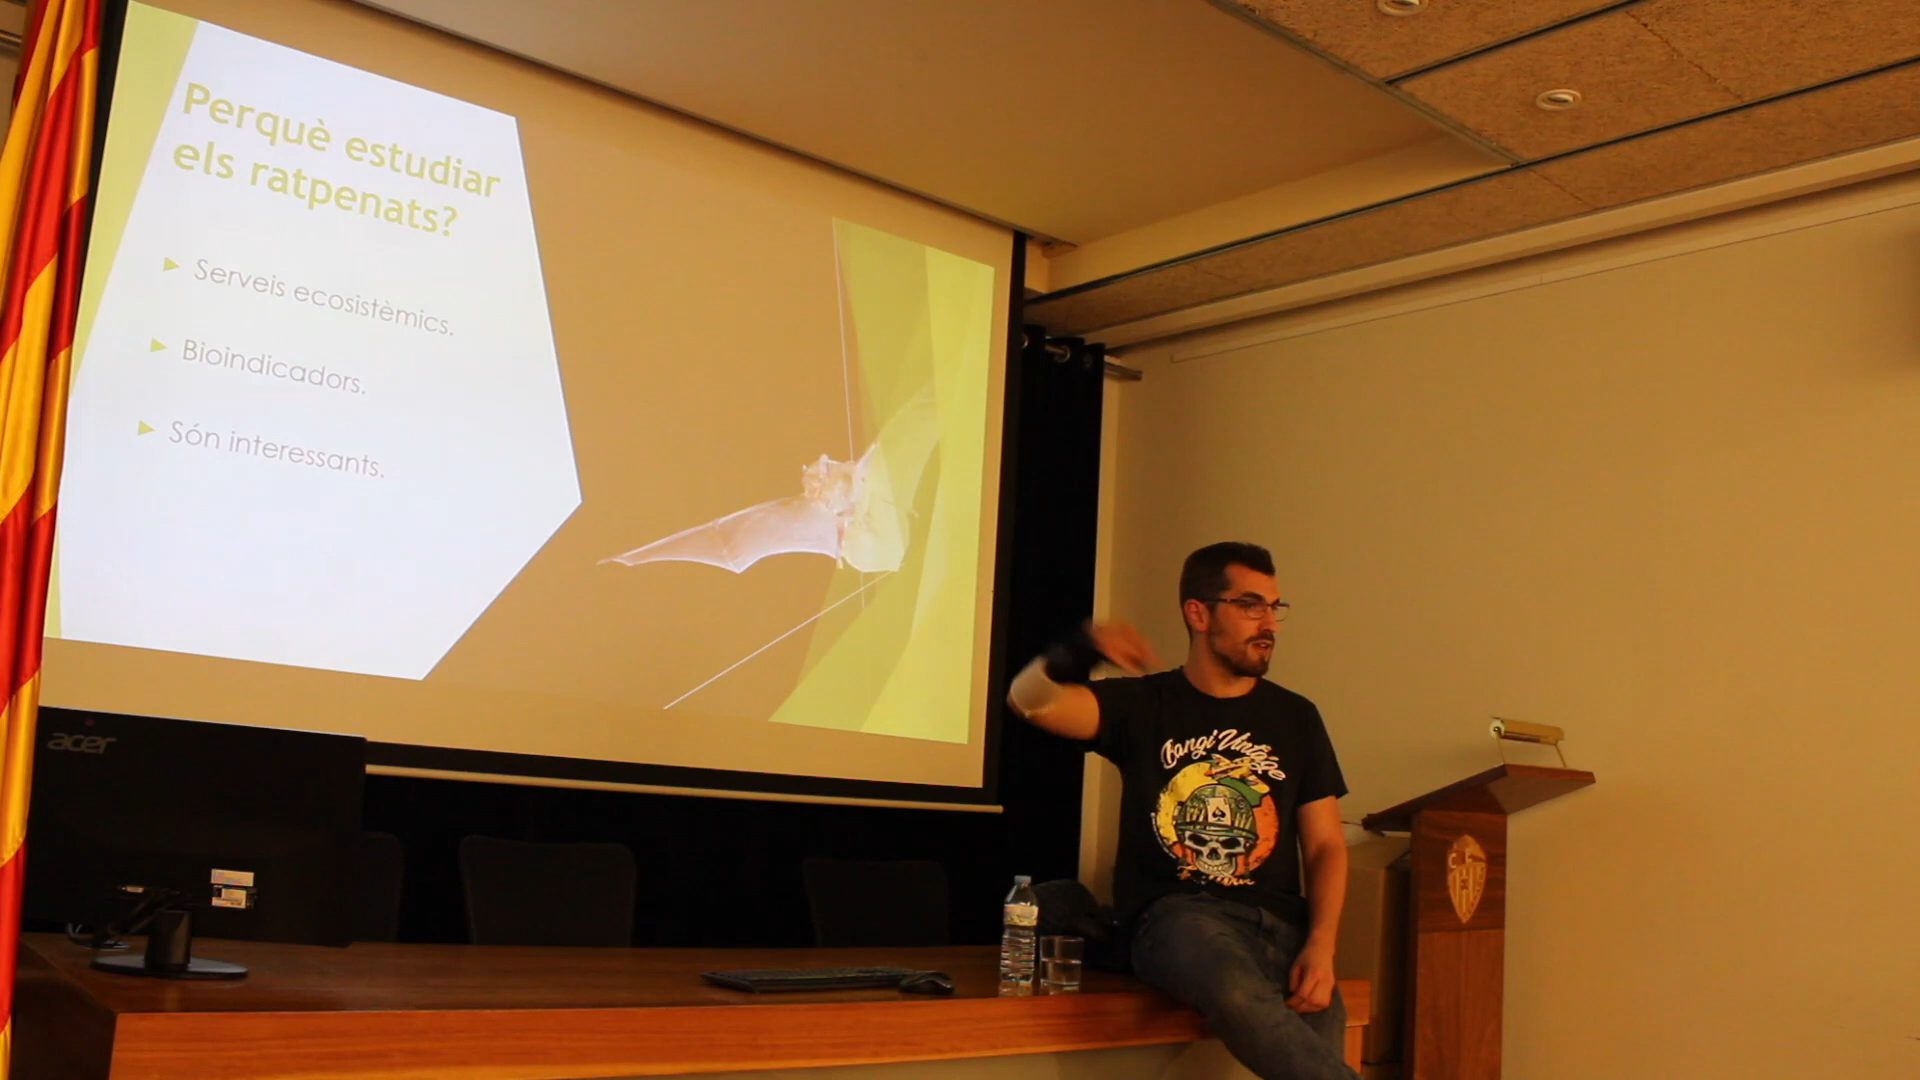 Perquè estudiar
els ratpenats?
► Serveis ecosistèmics.
► Bioindicadors.
► Són interessants.
acer